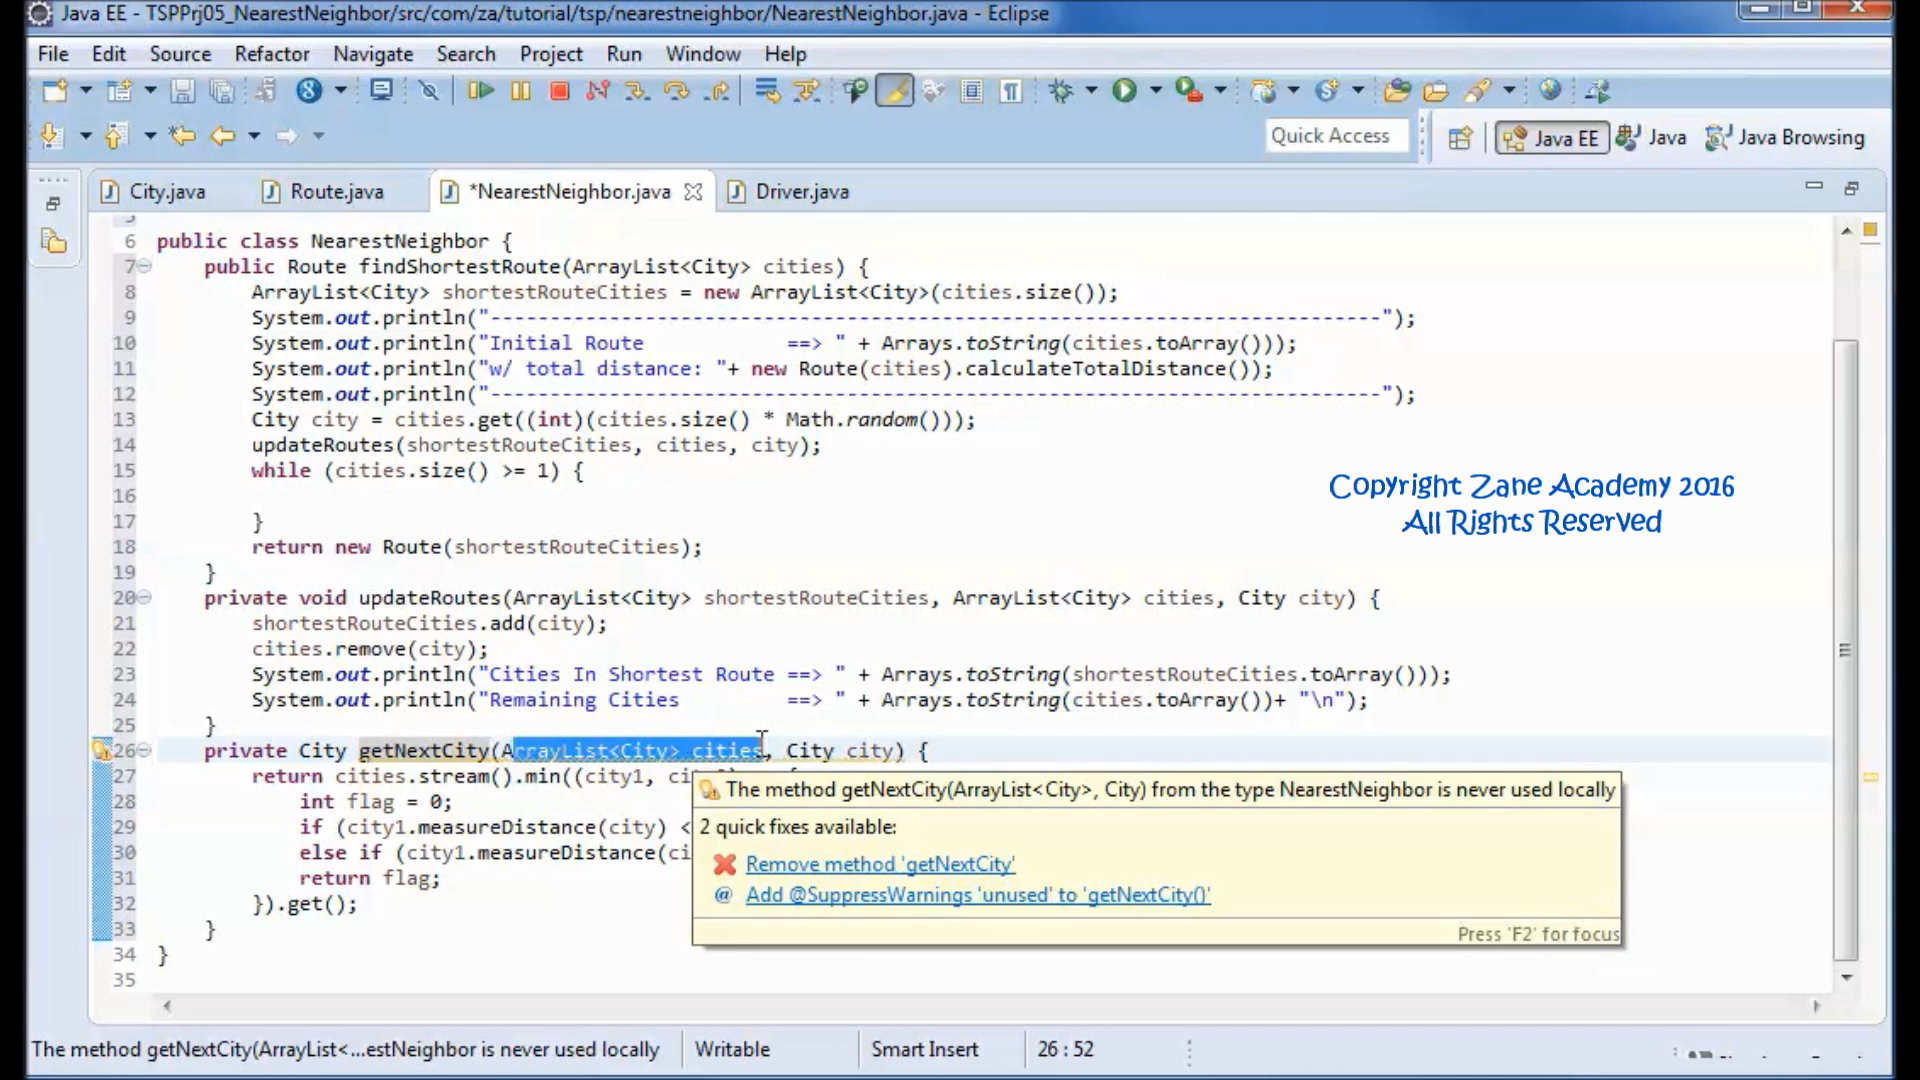 Java EE - TSPPrj05_NearestNeighbor/src/com/za/tutorial/tsp/nearestneighbor/NearestNeighbor.java - Eclipse
File Edit Source Refactor Navigate Search Project Run Window Help
Quick Access Java EE Java Java Browsing
City.java Route.java *NearestNeighbor.java Driver.java
5
6 public class NearestNeighbor {
7 public Route findShortestRoute(ArrayList<City> cities) {
8 ArrayList<City> shortestRouteCities = new ArrayList<City>(cities.size());
9 System.out.println("---------------------------------------------------------------------------");
10 System.out.println("Initial Route            ==> " + Arrays.toString(cities.toArray()));
11 System.out.println("w/ total distance: "+ new Route(cities).calculateTotalDistance());
12 System.out.println("---------------------------------------------------------------------------");
13 City city = cities.get((int)(cities.size() * Math.random()));
14 updateRoutes(shortestRouteCities, cities, city);
15 while (cities.size() >= 1) {
16
17 }
18 return new Route(shortestRouteCities);
19 }
20 private void updateRoutes(ArrayList<City> shortestRouteCities, ArrayList<City> cities, City city) {
21 shortestRouteCities.add(city);
22 cities.remove(city);
23 System.out.println("Cities In Shortest Route ==> " + Arrays.toString(shortestRouteCities.toArray()));
24 System.out.println("Remaining Cities         ==> " + Arrays.toString(cities.toArray())+ "\n");
25 }
26 private City getNextCity(ArrayList<City> cities, City city) {
27 return cities.stream().min((city1, ci
28 int flag = 0;
29 if (city1.measureDistance(city) <
30 else if (city1.measureDistance(ci
31 return flag;
32 }).get();
33 }
34 }
35
Copyright Zane Academy 2016
All Rights Reserved
The method getNextCity(ArrayList<City>, City) from the type NearestNeighbor is never used locally
2 quick fixes available:
Remove method 'getNextCity'
@ Add @SuppressWarnings 'unused' to 'getNextCity()'
Press 'F2' for focus
The method getNextCity(ArrayList<...estNeighbor is never used locally Writable Smart Insert 26 : 52